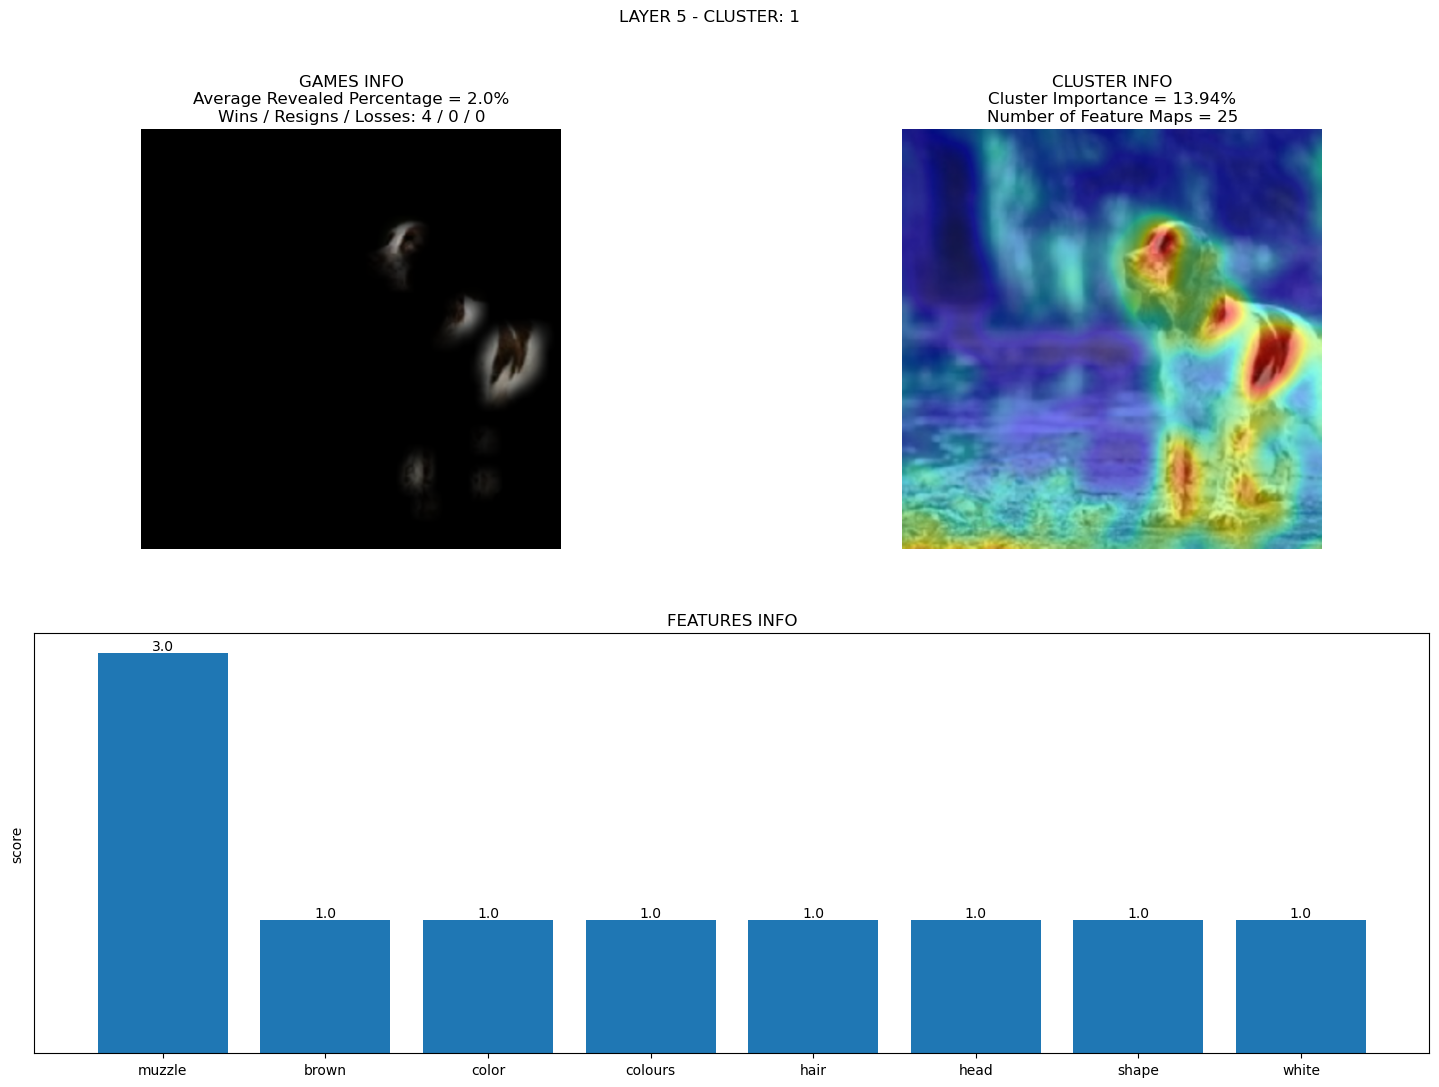 LAYER 5 - CLUSTER: 1
GAMES INFO
Average Revealed Percentage = 2.0%
Wins / Resigns / Losses: 4 / 0 / 0
CLUSTER INFO
Cluster Importance = 13.94%
Number of Feature Maps = 25
FEATURES INFO
score
3.0
1.0
1.0
1.0
1.0
1.0
1.0
1.0
muzzle
brown
color
colours
hair
head
shape
white